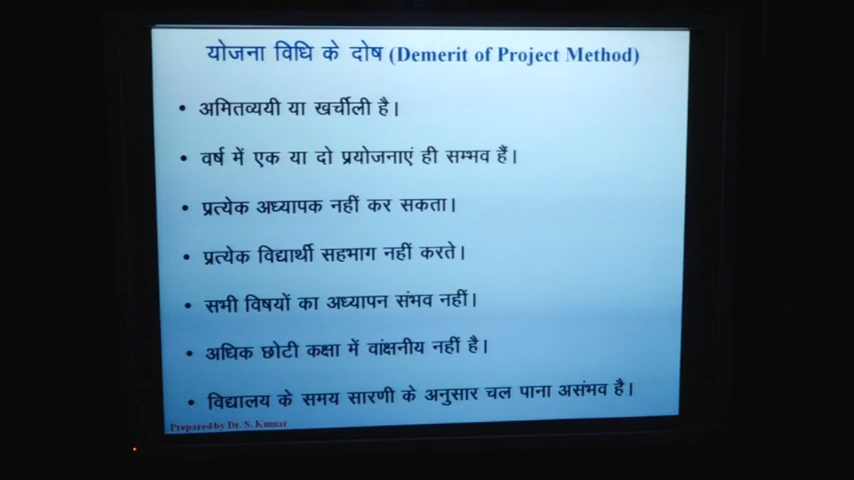 योजना विधि के दोष (Demerit of Project Method)
• अमितव्ययी या खर्चीली है।
• वर्ष में एक या दो प्रयोजनाएं ही सम्भव हैं।
• प्रत्येक अध्यापक नहीं कर सकता।
• प्रत्येक विद्यार्थी सहभाग नहीं करते।
• सभी विषयों का अध्यापन संभव नहीं।
• अधिक छोटी कक्षा में वांक्षनीय नहीं है।
• विद्यालय के समय सारणी के अनुसार चल पाना असंभव है।
Prepared by Dr. S. Kumar